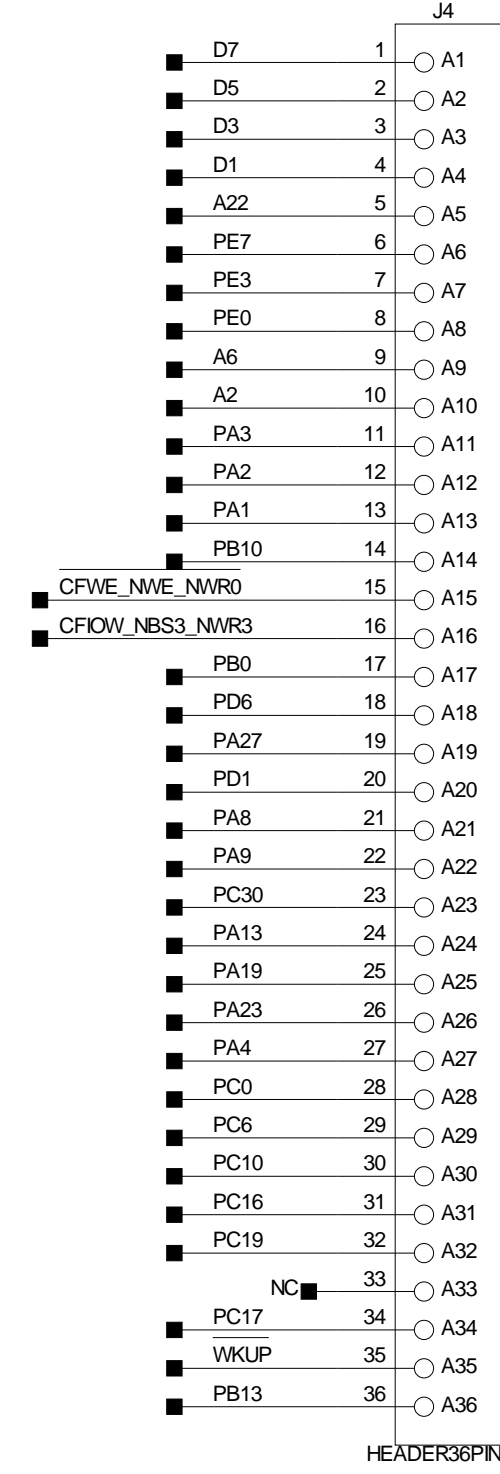 J4
D7 1 A1
D5 2 A2
D3 3 A3
D1 4 A4
A22 5 A5
PE7 6 A6
PE3 7 A7
PE0 8 A8
A6 9 A9
A2 10 A10
PA3 11 A11
PA2 12 A12
PA1 13 A13
PB10 14 A14
CFWE_NWE_NWR0 15 A15
CFIOW_NBS3_NWR3 16 A16
PB0 17 A17
PD6 18 A18
PA27 19 A19
PD1 20 A20
PA8 21 A21
PA9 22 A22
PC30 23 A23
PA13 24 A24
PA19 25 A25
PA23 26 A26
PA4 27 A27
PC0 28 A28
PC6 29 A29
PC10 30 A30
PC16 31 A31
PC19 32 A32
NC 33 A33
PC17 34 A34
WKUP 35 A35
PB13 36 A36
HEADER36PIN